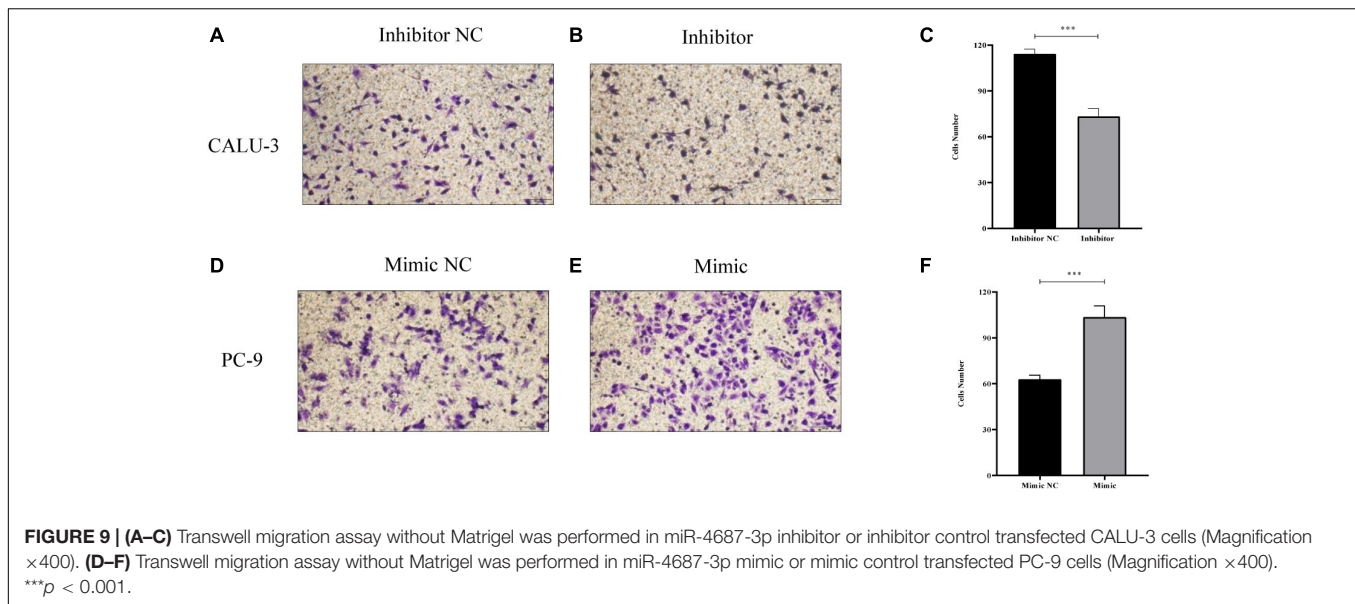 A
Inhibitor NC
B
Inhibitor
C
***
CALU-3
Cells Number
120
90
60
30
0
Inhibitor NC
Inhibitor
D
Mimic NC
E
Mimic
F
***
PC-9
Cells Number
120
90
60
30
0
Mimic NC
Mimic
FIGURE 9 | (A–C) Transwell migration assay without Matrigel was performed in miR-4687-3p inhibitor or inhibitor control transfected CALU-3 cells (Magnification
×400). (D–F) Transwell migration assay without Matrigel was performed in miR-4687-3p mimic or mimic control transfected PC-9 cells (Magnification ×400).
***p < 0.001.